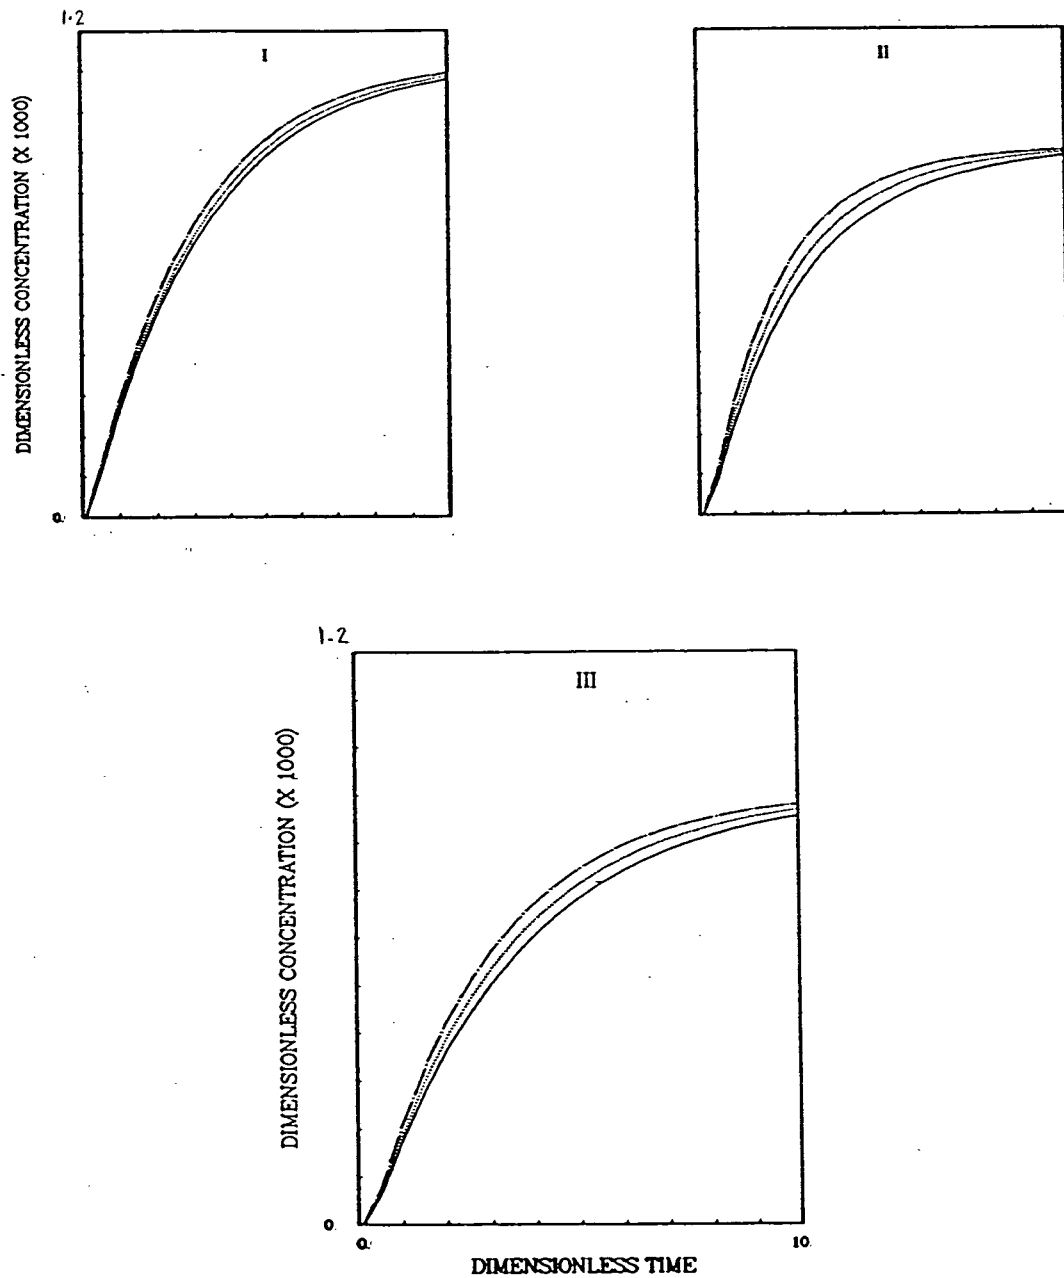 1.2
I
II
DIMENSIONLESS CONCENTRATION (X 1000)
0.
1.2
III
DIMENSIONLESS CONCENTRATION (X 1000)
0.
0.
10.
DIMENSIONLESS TIME